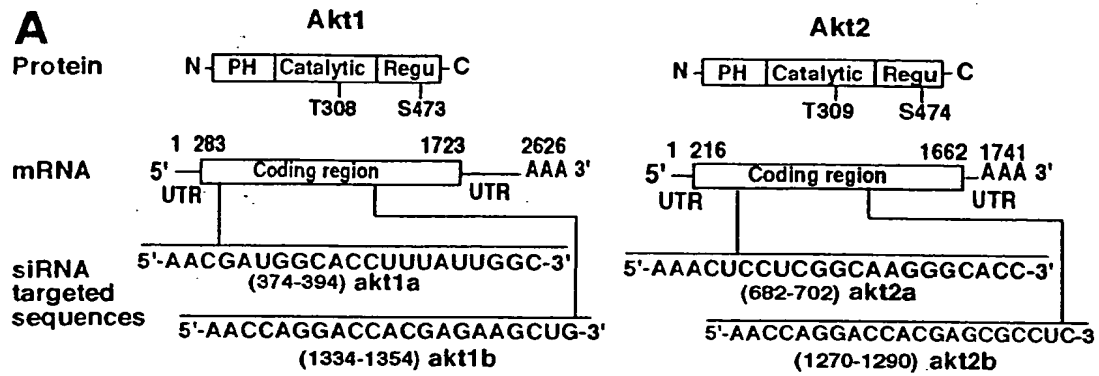 A
Akt1 Akt2
Protein N PH Catalytic Regu C N PH Catalytic Regu C
T308 S473 T309 S474
1 283 1723 2626 1 216 1662 1741
mRNA 5' Coding region AAA 3' 5' Coding region AAA 3'
UTR UTR UTR UTR
siRNA targeted sequences
5'-AACGAUGGCACCUUUAUUGGC-3' 5'-AAACUCCUCGGCAAGGGCACC-3'
(374-394) akt1a (682-702) akt2a
5'-AACCAGGACCACGAGAAGCUG-3' 5'-AACCAGGACCACGAGCGCCUC-3
(1334-1354) akt1b (1270-1290) akt2b